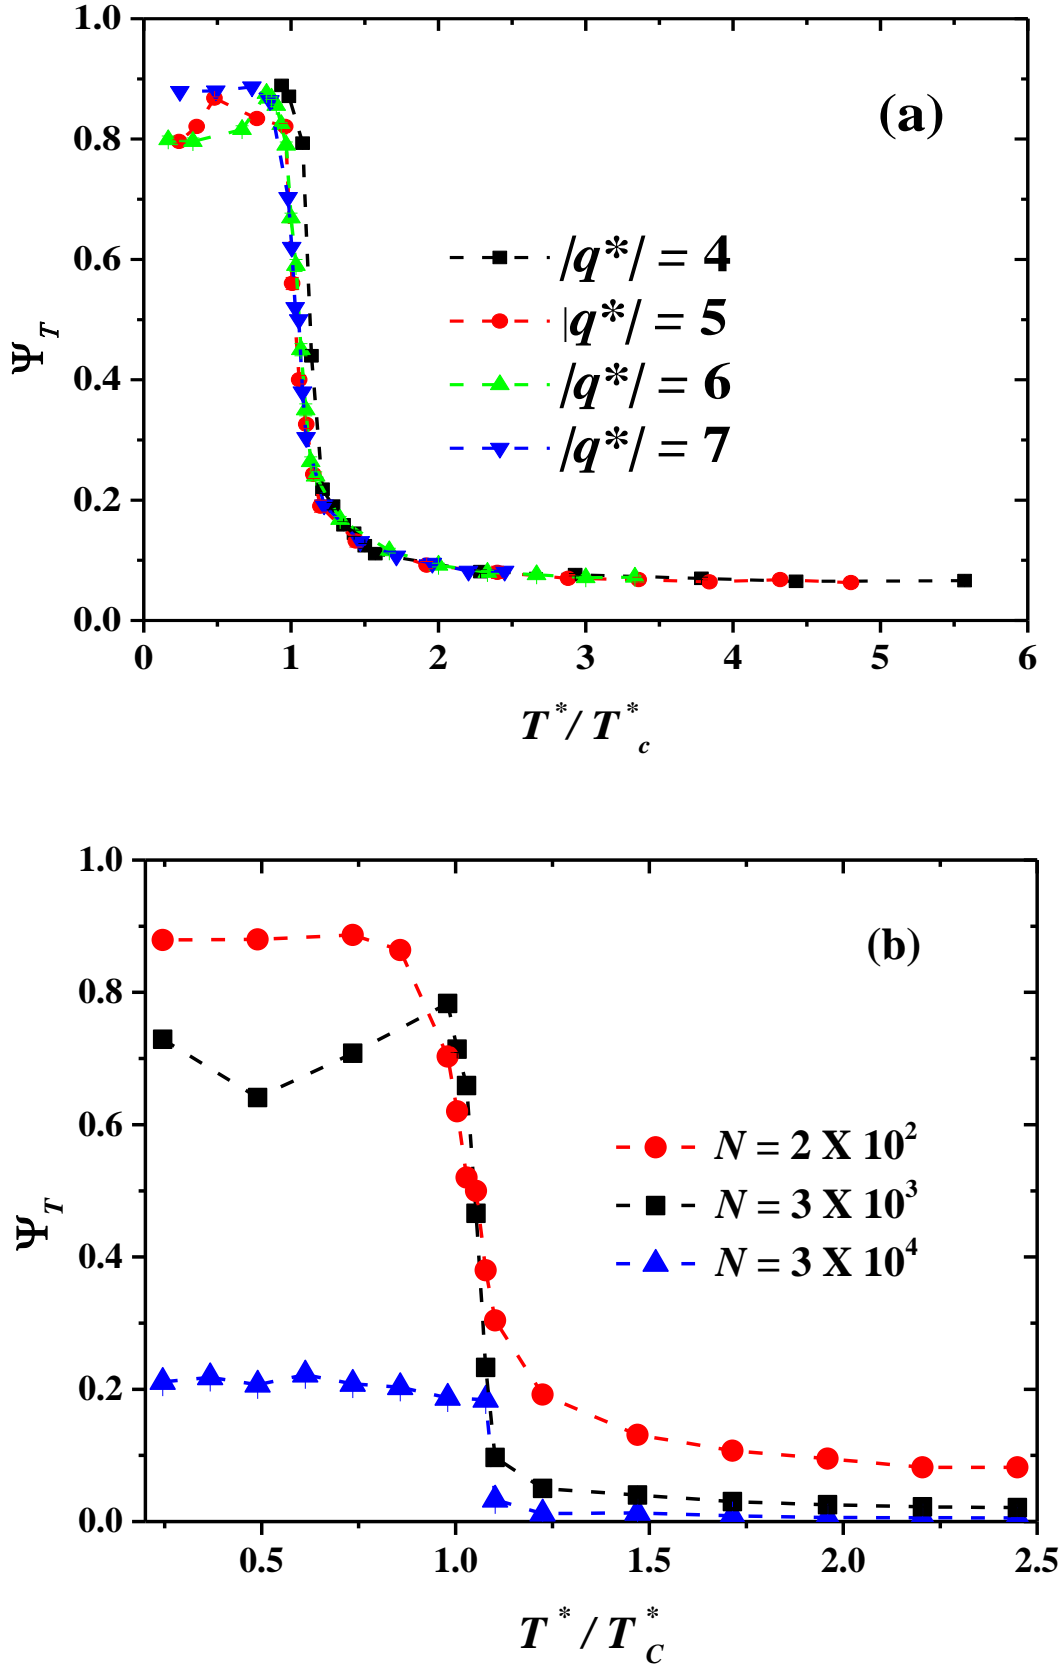 1.0
(a)
0.8
|q*| = 4
0.6
|q*| = 5
Ψ_T
0.4
|q*| = 6
|q*| = 7
0.2
0.0
0 1 2 3 4 5 6
T^* / T^*_c
1.0
(b)
0.8
N = 2 X 10^2
0.6
N = 3 X 10^3
Ψ_T
0.4
N = 3 X 10^4
0.2
0.0
0.5 1.0 1.5 2.0 2.5
T^* / T^*_C